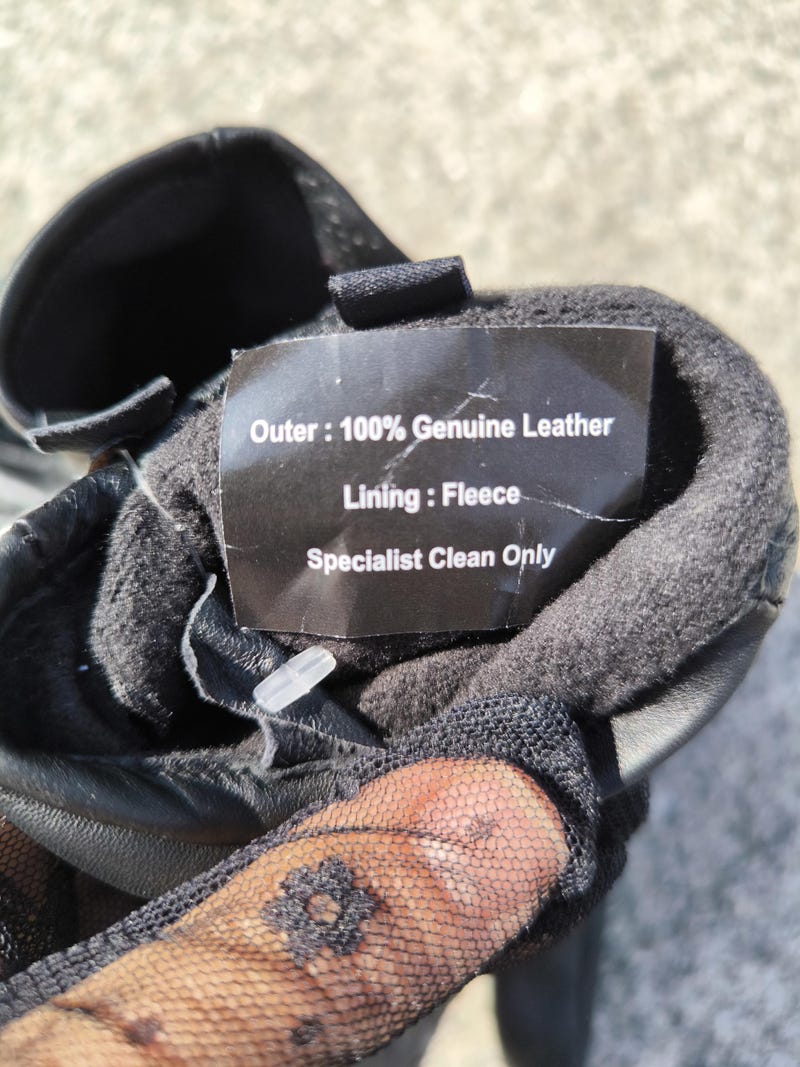 Outer : 100% Genuine Leather
Lining : Fleece
Specialist Clean Only